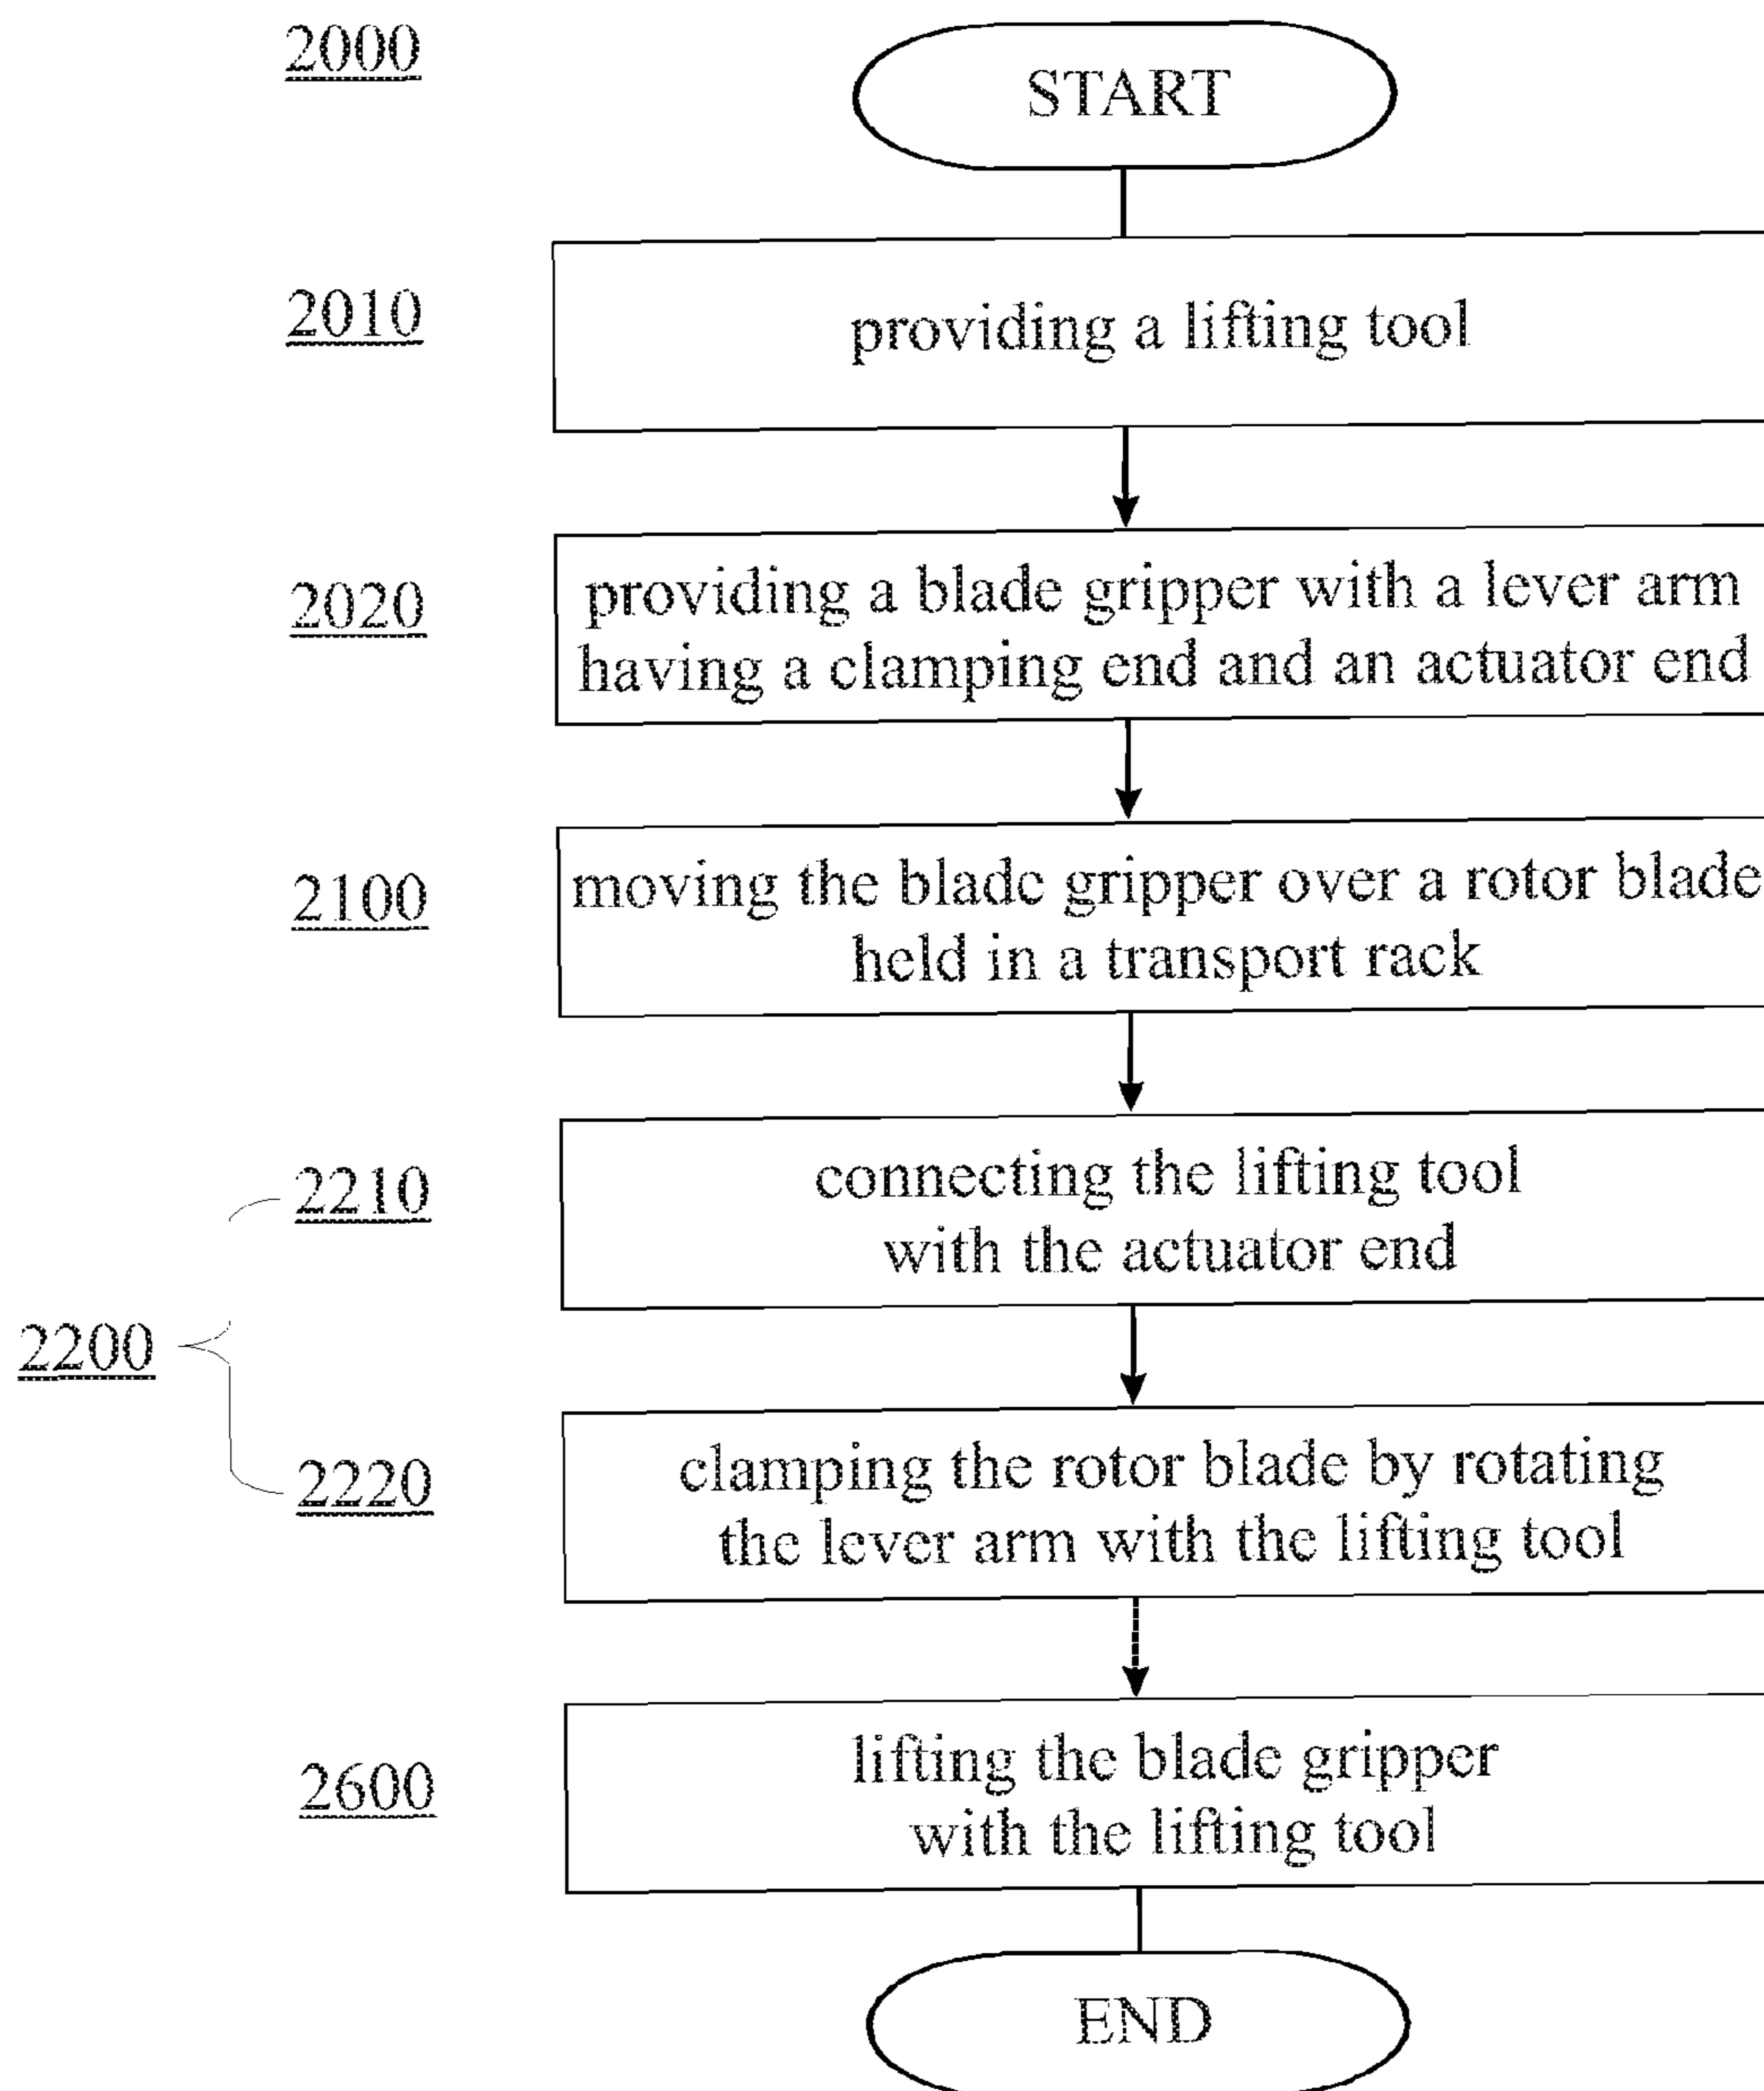 2000
START
2010
providing a lifting tool
2020
providing a blade gripper with a lever arm
having a clamping end and an actuator end
2100
moving the blade gripper over a rotor blade
held in a transport rack
2210
connecting the lifting tool
with the actuator end
2200
2220
clamping the rotor blade by rotating
the lever arm with the lifting tool
2600
lifting the blade gripper
with the lifting tool
END